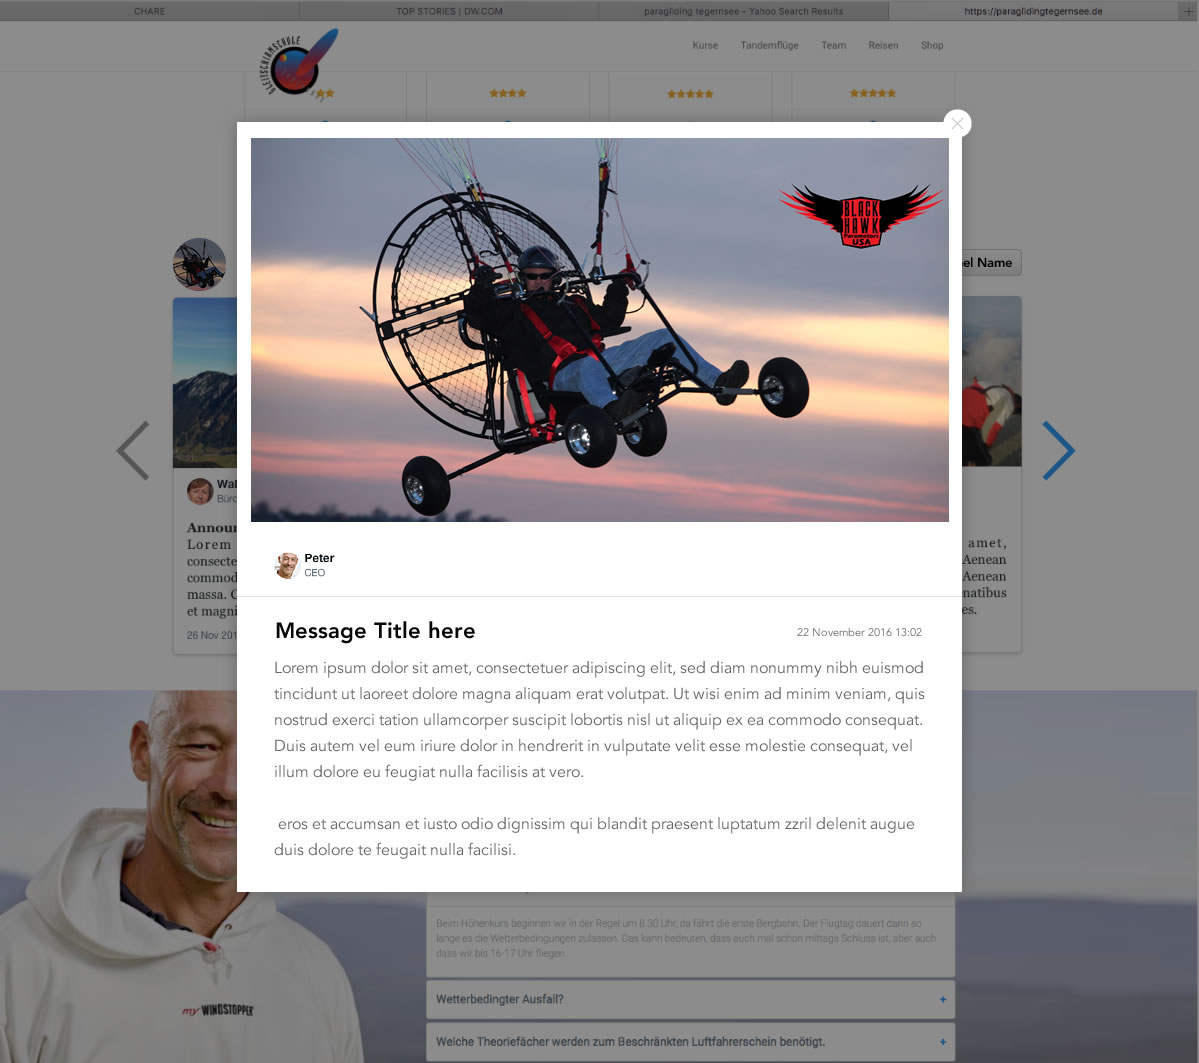 CHARE
TOP STORIES | DW.COM
paragliding tegernsee - Yahoo Search Results
https://paraglidingtegernsee.de
+
GLEITSCHIRMSCHULE
Kurse
Tandemflüge
Team
Reisen
Shop
BLACK
HAWK
Paramotors
USA
el Name
Wal
Büro
Announ
Lorem
consecte
commod
massa. C
et magni
26 Nov 201
amet,
Aenean
Aenean
natibus
es.
Peter
CEO
Message Title here
22 November 2016 13:02
Lorem ipsum dolor sit amet, consectetuer adipiscing elit, sed diam nonummy nibh euismod
tincidunt ut laoreet dolore magna aliquam erat volutpat. Ut wisi enim ad minim veniam, quis
nostrud exerci tation ullamcorper suscipit lobortis nisl ut aliquip ex ea commodo consequat.
Duis autem vel eum iriure dolor in hendrerit in vulputate velit esse molestie consequat, vel
illum dolore eu feugiat nulla facilisis at vero.
eros et accumsan et iusto odio dignissim qui blandit praesent luptatum zzril delenit augue
duis dolore te feugait nulla facilisi.
Beim Höhenkurs beginnen wir in der Regel um 8.30 Uhr, da fährt die erste Bergbahn. Der Flugtag dauert dann so
lange es die Wetterbedingungen zulassen. Das kann bedeuten, dass auch mal schon mittags Schluss ist, aber auch
dass wir bis 16-17 Uhr fliegen.
Wetterbedingter Ausfall?
+
Welche Theoriefächer werden zum Beschränkten Luftfahrerschein benötigt.
+
my WINDSTOPPER